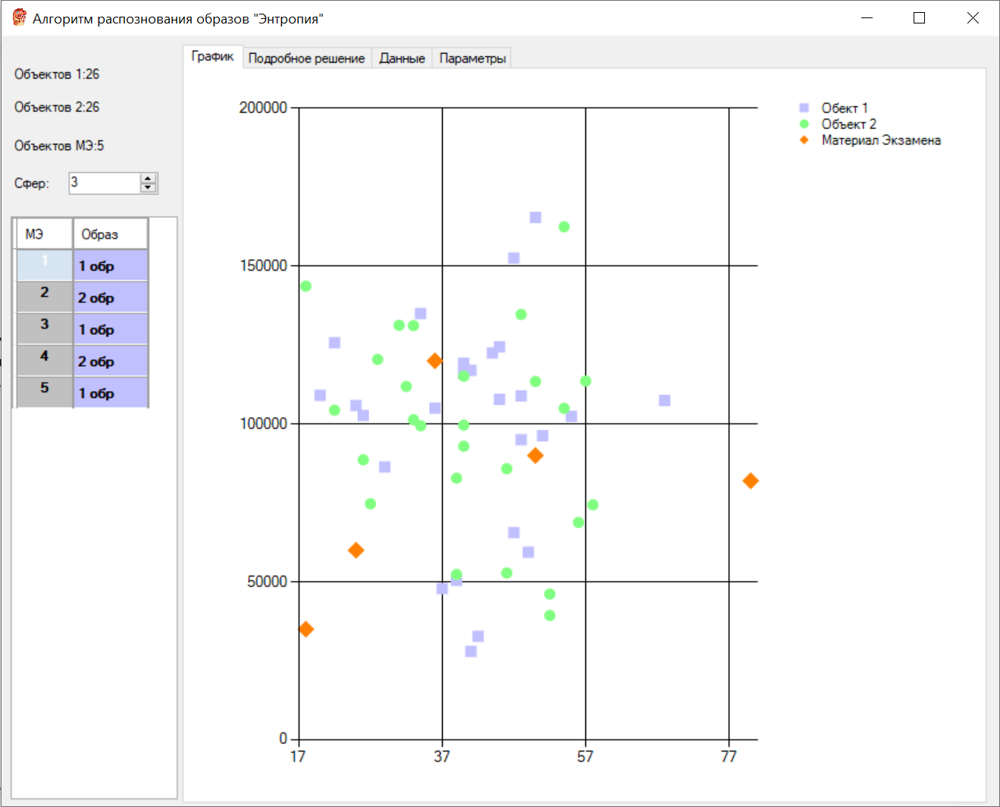 Алгоритм распознования образов "Энтропия"
График
Подробное решение
Данные
Параметры
Объектов 1:26
Объектов 2:26
Объектов МЭ:5
Сфер:
3
МЭ Образ
1 1 обр
2 2 обр
3 1 обр
4 2 обр
5 1 обр
200000
150000
100000
50000
0
17 37 57 77
Обект 1
Объект 2
Материал Экзамена